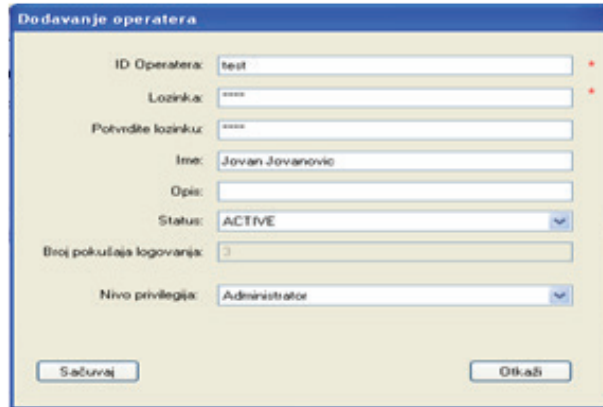 Dodavanje operatera
ID Operatera: test *
Lozinka: **** *
Potvrdite lozinku: ****
Ime: Jovan Jovanovic
Opis:
Status: ACTIVE
Broj pokušaja logovanja: 3
Nivo privilegija: Administrator
Sačuvaj Otkaži